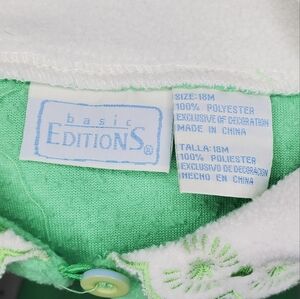 basic
EDITIONS®
SIZE: 18M
100% POLYESTER
EXCLUSIVE OF DECORATION
MADE IN CHINA
TALLA: 18M
100% POLIESTER
EXCLUSIVO DE DECORACION
HECHO EN CHINA